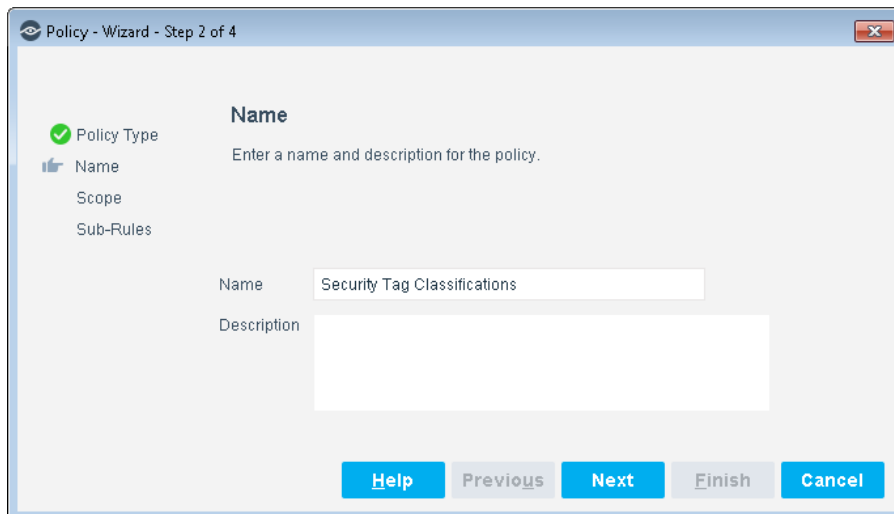 Policy - Wizard - Step 2 of 4
Policy Type
Name
Scope
Sub-Rules
Name
Enter a name and description for the policy.
Name Security Tag Classifications
Description
Help Previous Next Finish Cancel